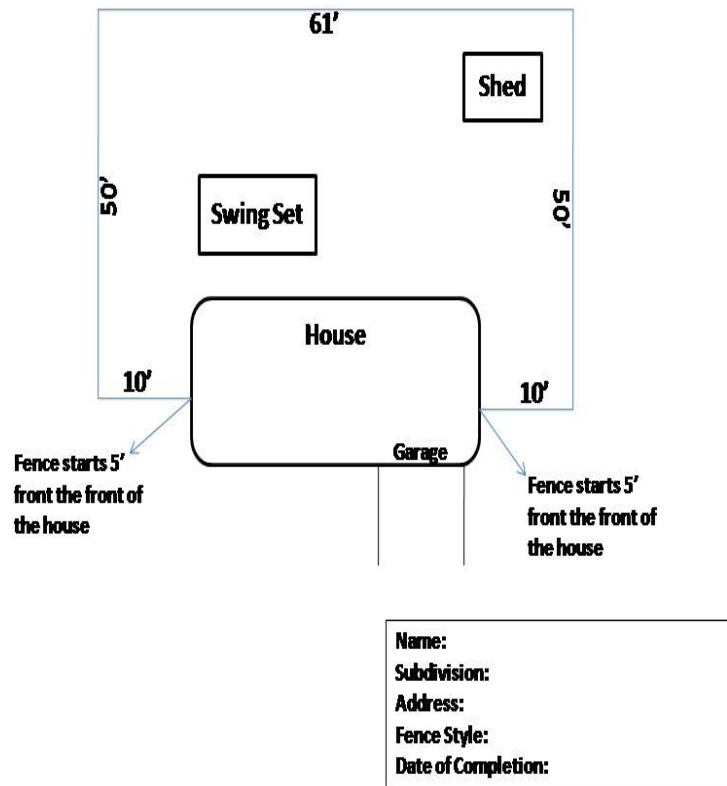 61'
Shed
50'
Swing Set
50'
House
10'
10'
Garage
Fence starts 5'
front the front of
the house
Fence starts 5'
front the front of
the house
Name:
Subdivision:
Address:
Fence Style:
Date of Completion: